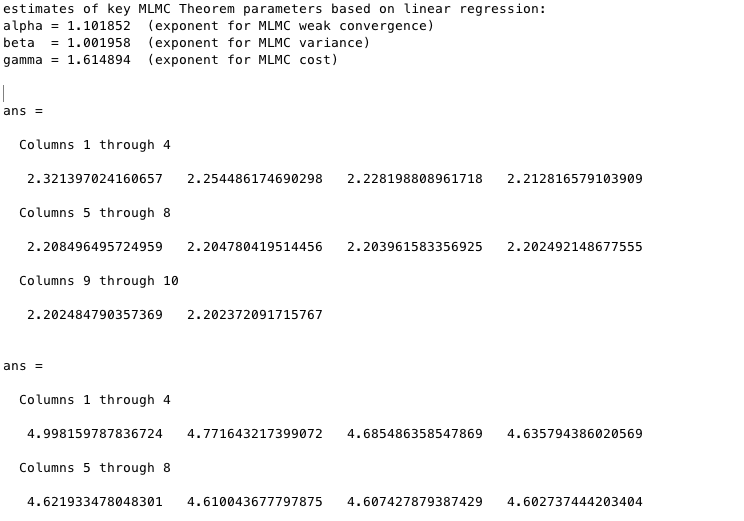 estimates of key MLMC Theorem parameters based on linear regression:
alpha = 1.101852  (exponent for MLMC weak convergence)
beta  = 1.001958  (exponent for MLMC variance)
gamma = 1.614894  (exponent for MLMC cost)
ans =
Columns 1 through 4
2.321397024160657   2.254486174690298   2.228198808961718   2.212816579103909
Columns 5 through 8
2.208496495724959   2.204780419514456   2.203961583356925   2.202492148677555
Columns 9 through 10
2.202484790357369   2.202372091715767
ans =
Columns 1 through 4
4.998159787836724   4.771643217399072   4.685486358547869   4.635794386020569
Columns 5 through 8
4.621933478048301   4.610043677797875   4.607427879387429   4.602737444203404